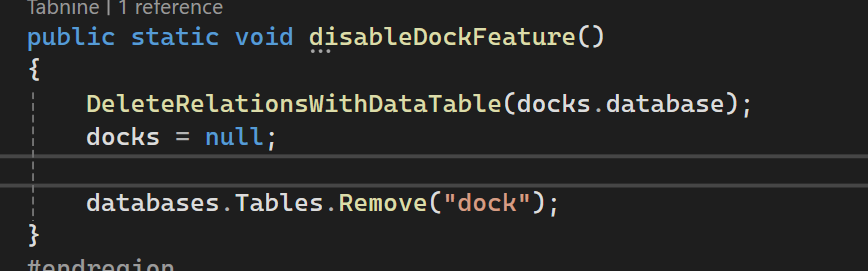 Tabnine | 1 reference
public static void disableDockFeature()
{
DeleteRelationsWithDataTable(docks.database);
docks = null;
databases.Tables.Remove("dock");
}
#endregion